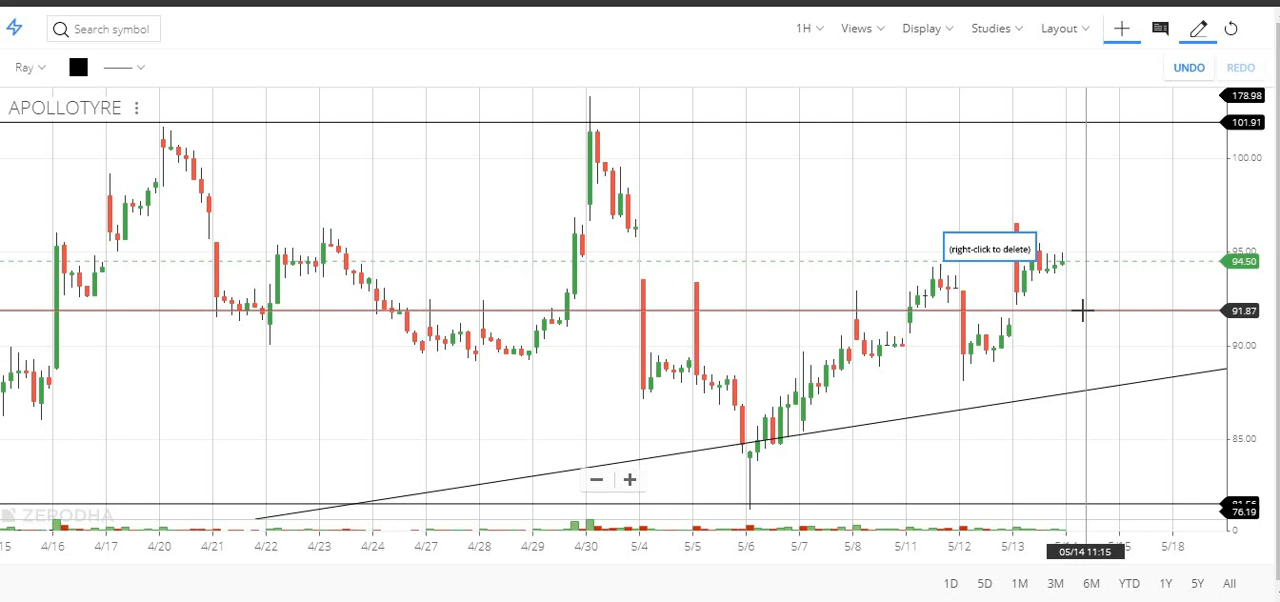 Search symbol
1H Views Display Studies Layout
Ray
UNDO REDO
APOLLOTYRE
178.98
101.91
100.00
(right-click to delete)
94.50
91.87
90.00
85.00
76.19
ZERODHA
0
15 4/16 4/17 4/20 4/21 4/22 4/23 4/24 4/27 4/28 4/29 4/30 5/4 5/5 5/6 5/7 5/8 5/11 5/12 5/13 5/18
05/14 11:15
1D 5D 1M 3M 6M YTD 1Y 5Y All